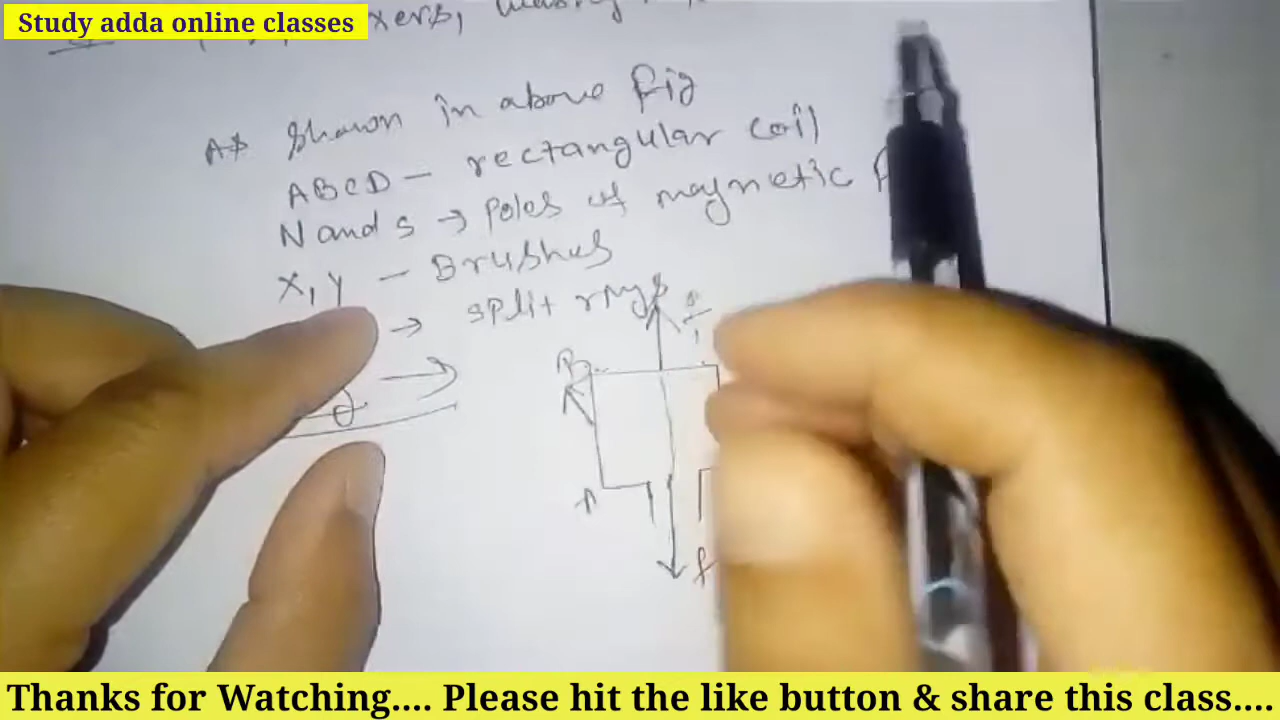 Study adda online classes
As shown in above fig
ABCD - rectangular coil
N and S → Poles of magnetic
X, Y - Brushes
→ split rings
B
A
Thanks for Watching.... Please hit the like button & share this class....